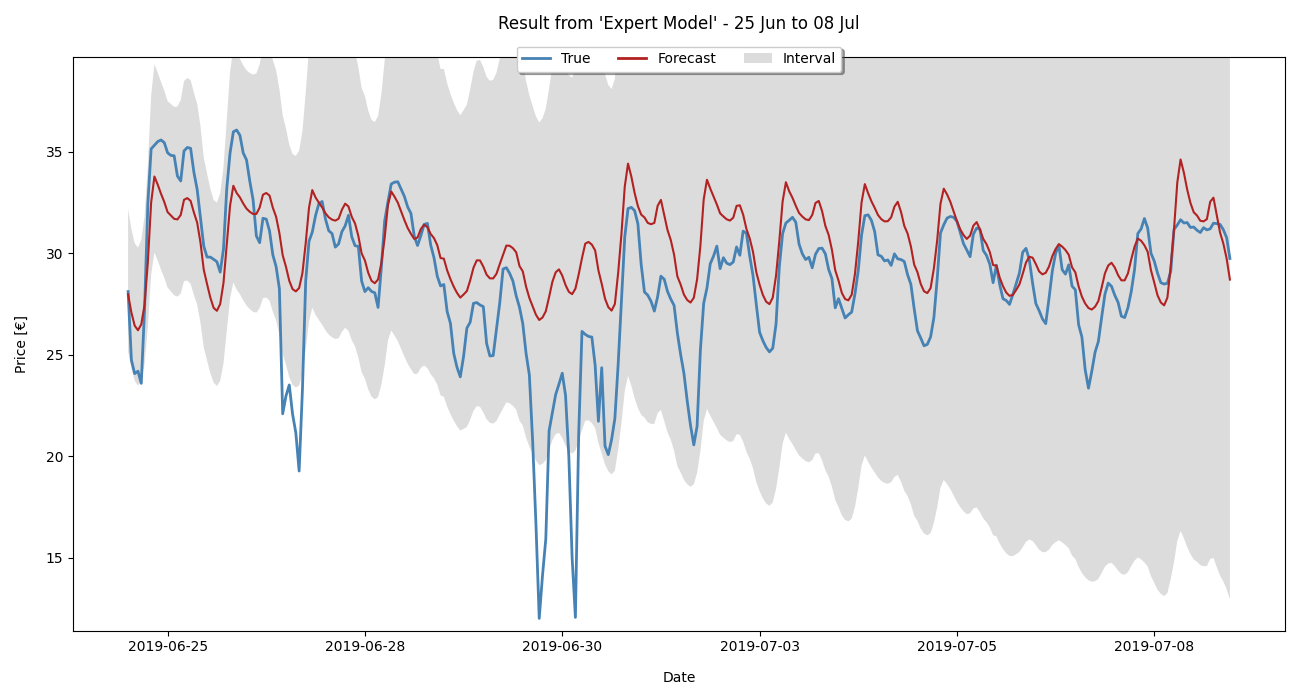 Result from 'Expert Model' - 25 Jun to 08 Jul
True Forecast Interval
Price [€]
35
30
25
20
15
2019-06-25 2019-06-28 2019-06-30 2019-07-03 2019-07-05 2019-07-08
Date